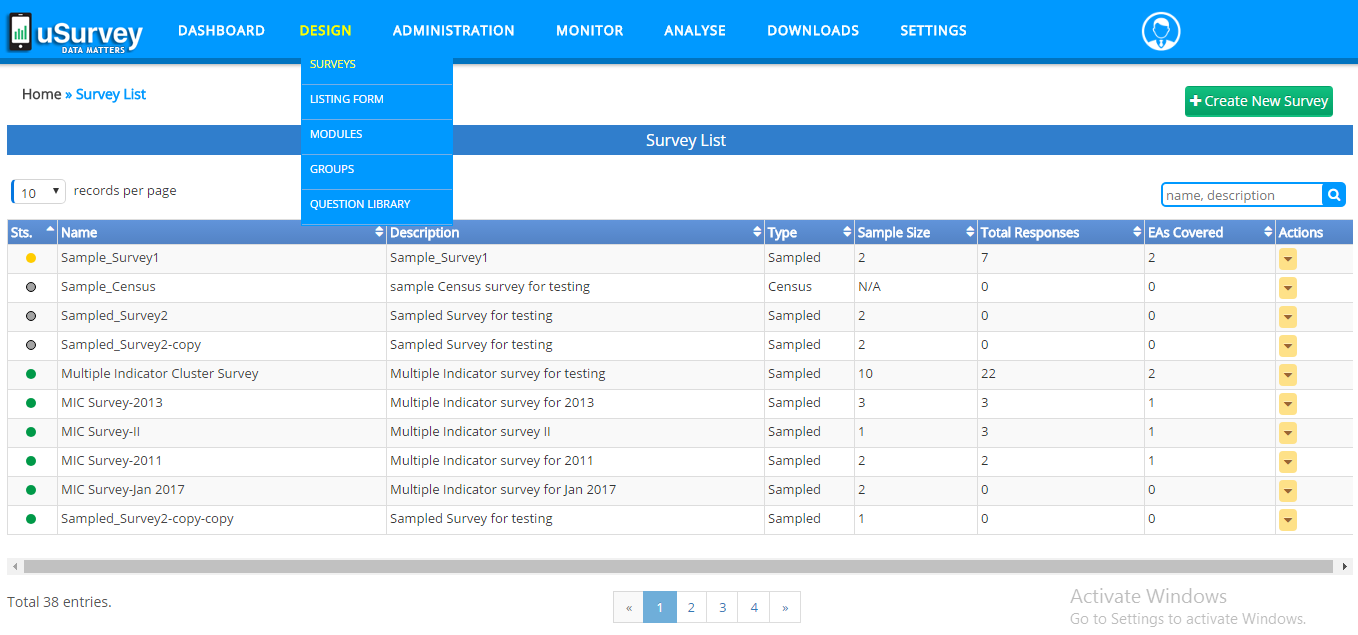 uSurvey DASHBOARD DESIGN ADMINISTRATION MONITOR ANALYSE DOWNLOADS SETTINGS
DATA MATTERS
SURVEYS
LISTING FORM
MODULES
GROUPS
QUESTION LIBRARY
Home » Survey List
+ Create New Survey
Survey List
10 records per page
name, description
Sts. Name Description Type Sample Size Total Responses EAs Covered Actions
Sample_Survey1 Sample_Survey1 Sampled 2 7 2
Sample_Census sample Census survey for testing Census N/A 0 0
Sampled_Survey2 Sampled Survey for testing Sampled 2 0 0
Sampled_Survey2-copy Sampled Survey for testing Sampled 2 0 0
Multiple Indicator Cluster Survey Multiple Indicator survey for testing Sampled 10 22 2
MIC Survey-2013 Multiple Indicator survey for 2013 Sampled 3 3 1
MIC Survey-II Multiple Indicator survey II Sampled 1 3 1
MIC Survey-2011 Multiple Indicator survey for 2011 Sampled 2 2 1
MIC Survey-Jan 2017 Multiple Indicator survey for Jan 2017 Sampled 2 0 0
Sampled_Survey2-copy-copy Sampled Survey for testing Sampled 1 0 0
Total 38 entries.
« 1 2 3 4 »
Activate Windows
Go to Settings to activate Windows.